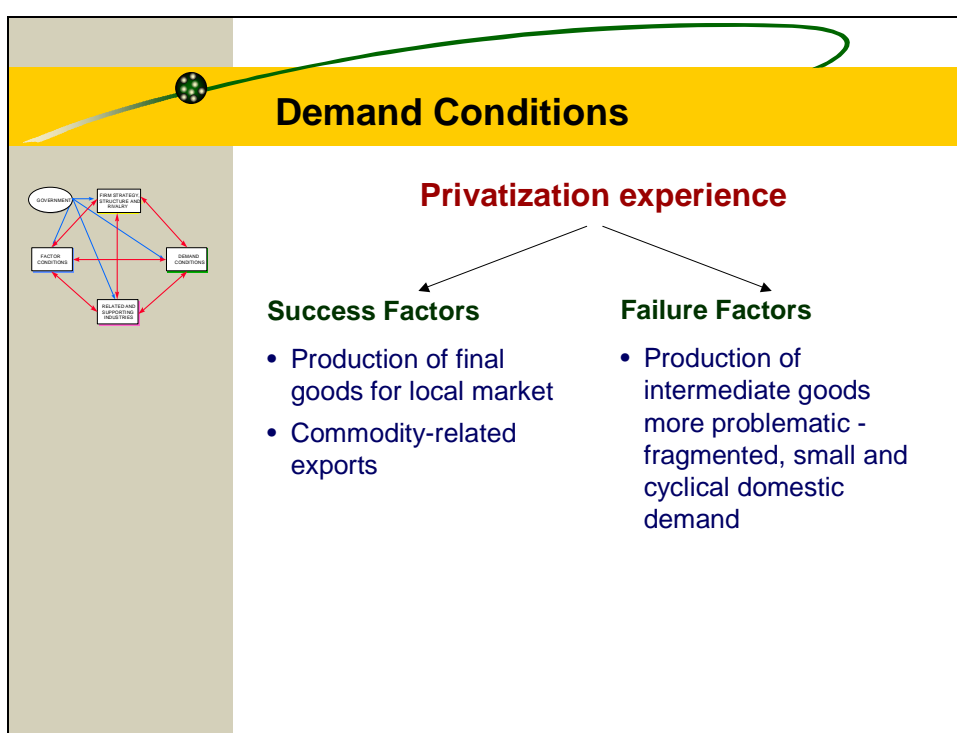 Demand Conditions
GOVERNMENT
FIRM STRATEGY,
STRUCTURE AND
RIVALRY
FACTOR
CONDITIONS
DEMAND
CONDITIONS
RELATED AND
SUPPORTING
INDUSTRIES
Privatization experience
Success Factors
• Production of final
goods for local market
• Commodity-related
exports
Failure Factors
• Production of
intermediate goods
more problematic -
fragmented, small and
cyclical domestic
demand